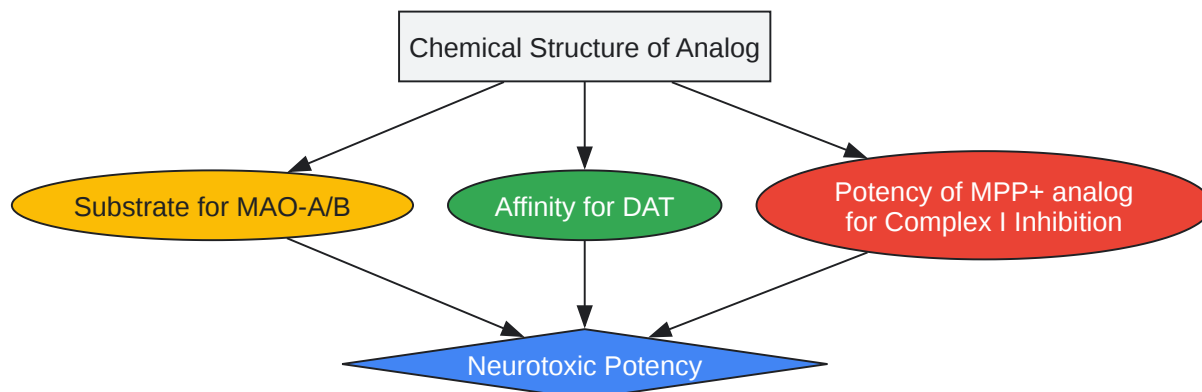 Chemical Structure of Analog
Substrate for MAO-A/B
Affinity for DAT
Potency of MPP+ analog
for Complex I Inhibition
Neurotoxic Potency